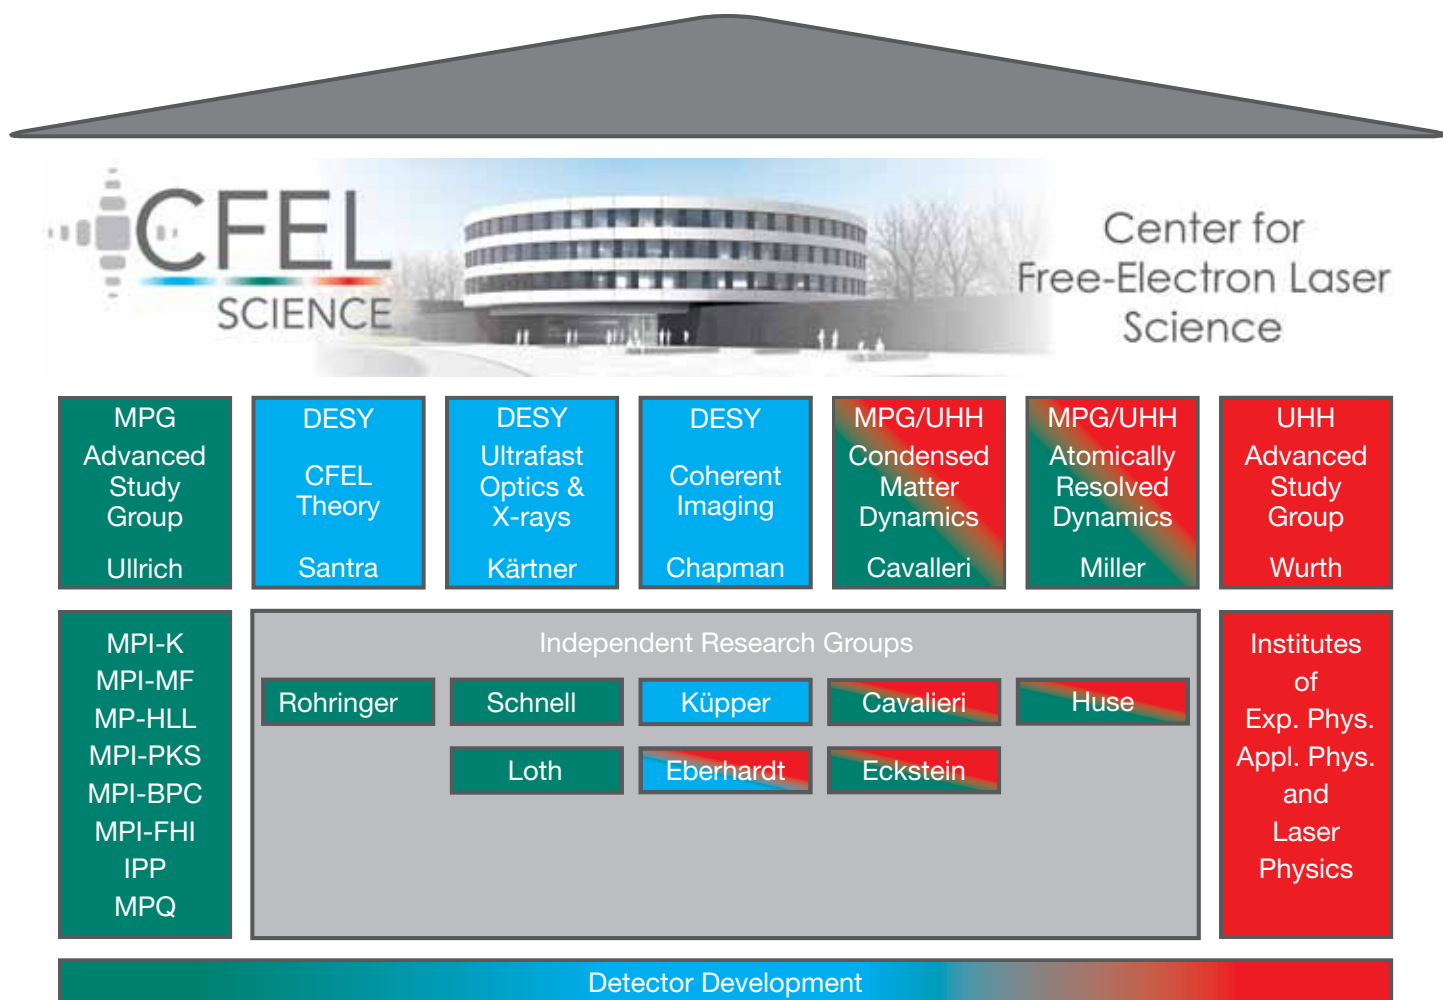 CFEL
SCIENCE
Center for
Free-Electron Laser
Science
MPG
Advanced
Study
Group
Ullrich
DESY
CFEL
Theory
Santra
DESY
Ultrafast
Optics &
X-rays
Kärtner
DESY
Coherent
Imaging
Chapman
MPG/UHH
Condensed
Matter
Dynamics
Cavalleri
MPG/UHH
Atomically
Resolved
Dynamics
Miller
UHH
Advanced
Study
Group
Wurth
MPI-K
MPI-MF
MP-HLL
MPI-PKS
MPI-BPC
MPI-FHI
IPP
MPQ
Independent Research Groups
Rohringer
Schnell
Küpper
Cavalieri
Huse
Loth
Eberhardt
Eckstein
Institutes
of
Exp. Phys.
Appl. Phys.
and
Laser
Physics
Detector Development